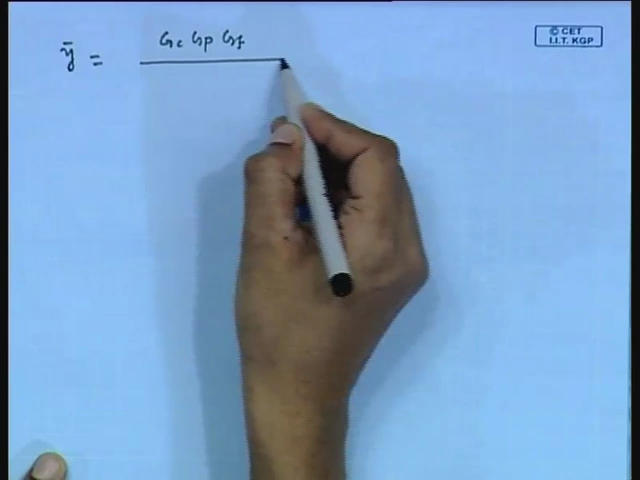 ȳ = Gc Gp Gf
© CET
I.I.T. KGP